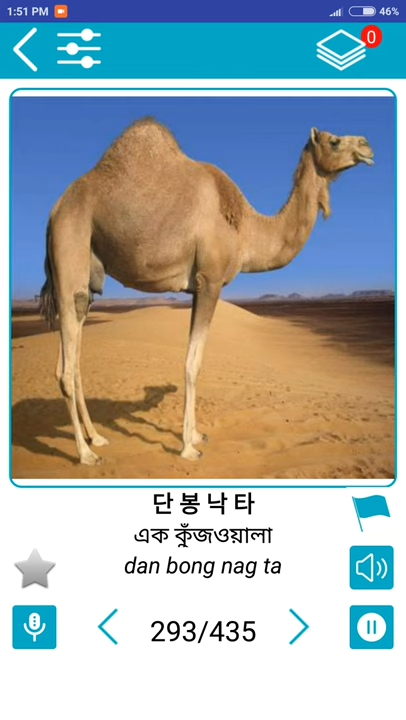 1:51 PM
46%
0
단 봉 낙 타
এক কুঁজওয়ালা
dan bong nag ta
293/435